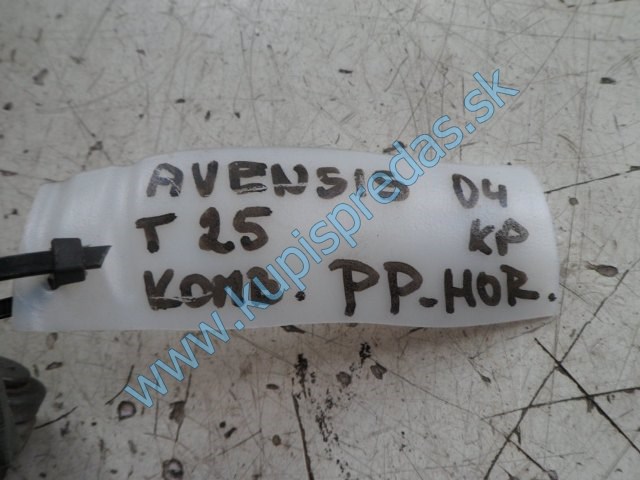 AVENSIS 04
T 25 KP
KOMB. PP.HOR.
www.kupispredas.sk